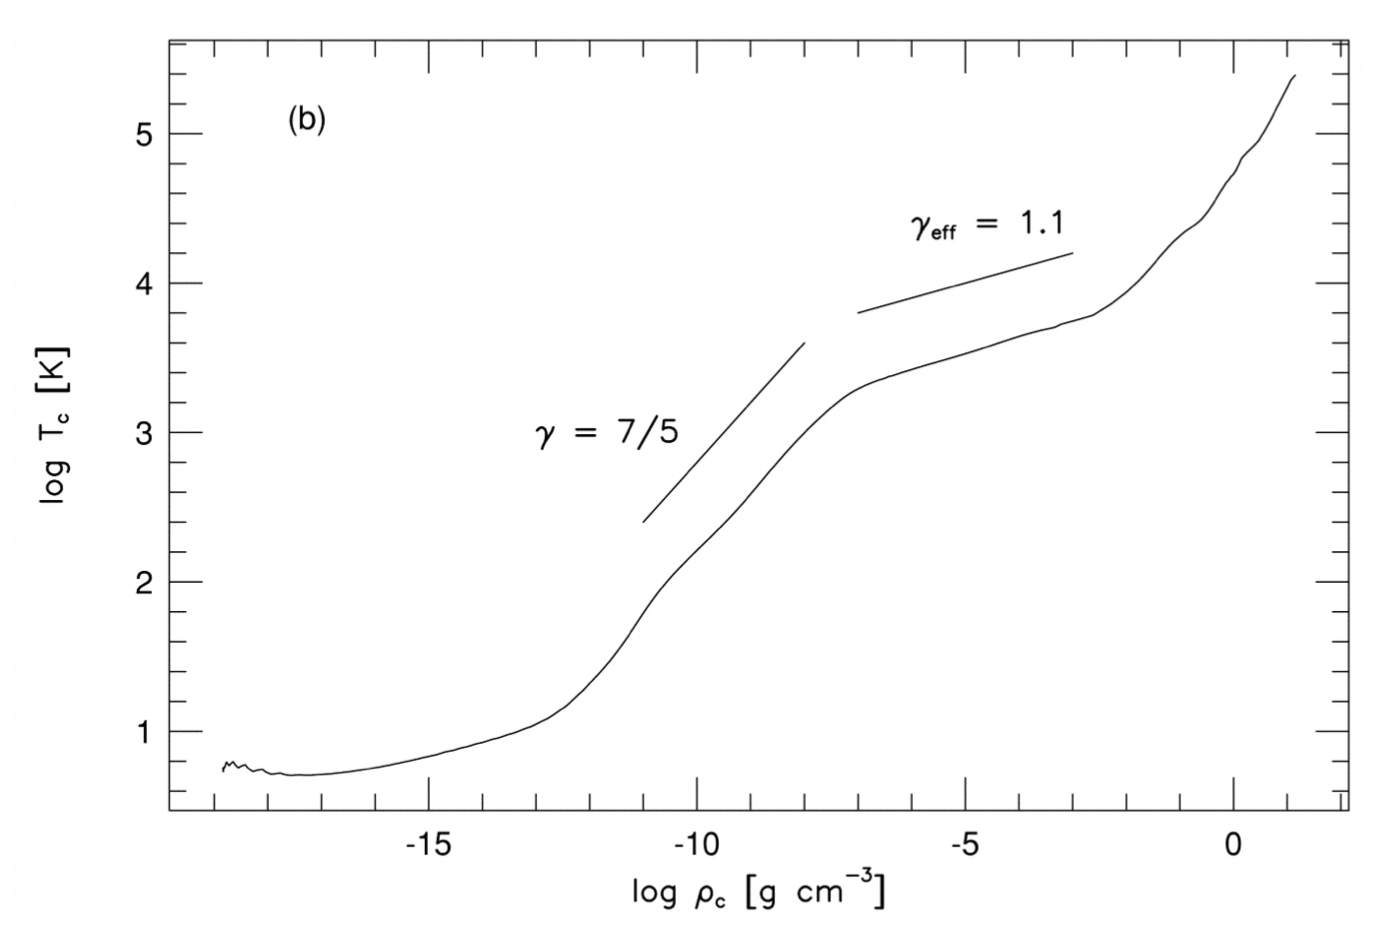 (b)
5
4
3
2
1
log T_c [K]
γ_eff = 1.1
γ = 7/5
-15 -10 -5 0
log ρ_c [g cm⁻³]